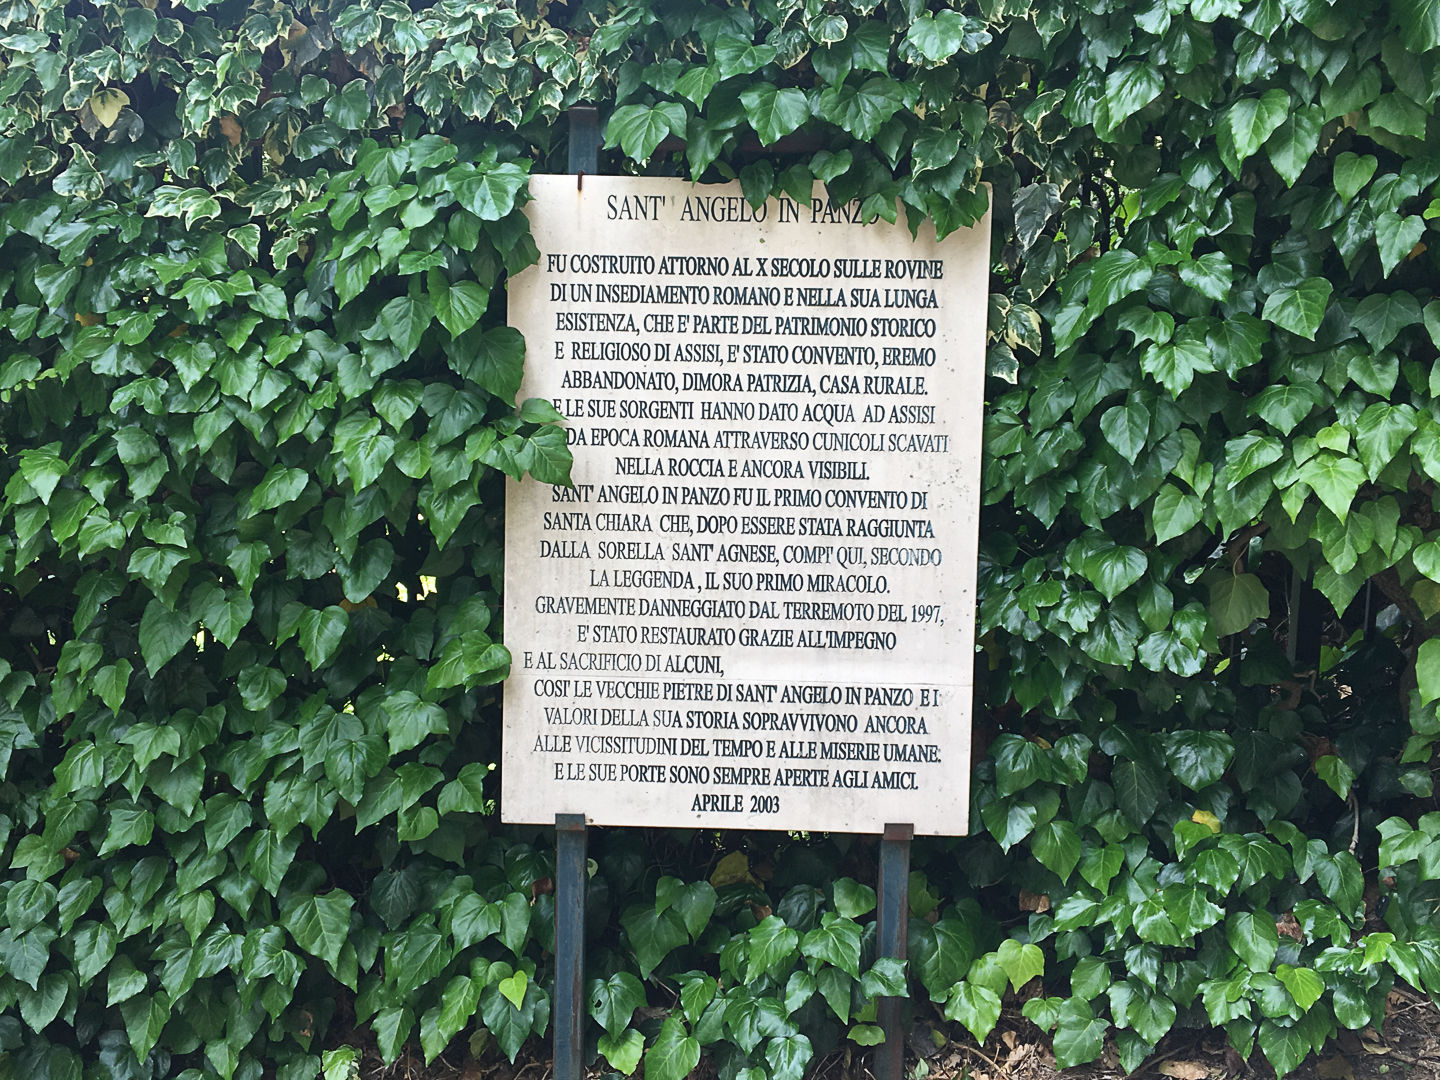 SANT' ANGELO IN PANZO
FU COSTRUITO ATTORNO AL X SECOLO SULLE ROVINE
DI UN INSEDIAMENTO ROMANO E NELLA SUA LUNGA
ESISTENZA, CHE E' PARTE DEL PATRIMONIO STORICO
E RELIGIOSO DI ASSISI, E' STATO CONVENTO, EREMO
ABBANDONATO, DIMORA PATRIZIA, CASA RURALE.
E LE SUE SORGENTI HANNO DATO ACQUA AD ASSISI
DA EPOCA ROMANA ATTRAVERSO CUNICOLI SCAVATI
NELLA ROCCIA E ANCORA VISIBILI.
SANT' ANGELO IN PANZO FU IL PRIMO CONVENTO DI
SANTA CHIARA CHE, DOPO ESSERE STATA RAGGIUNTA
DALLA SORELLA SANT' AGNESE, COMPI' QUI, SECONDO
LA LEGGENDA, IL SUO PRIMO MIRACOLO.
GRAVEMENTE DANNEGGIATO DAL TERREMOTO DEL 1997,
E' STATO RESTAURATO GRAZIE ALL'IMPEGNO
E AL SACRIFICIO DI ALCUNI,
COSI' LE VECCHIE PIETRE DI SANT' ANGELO IN PANZO E I
VALORI DELLA SUA STORIA SOPRAVVIVONO ANCORA
ALLE VICISSITUDINI DEL TEMPO E ALLE MISERIE UMANE.
E LE SUE PORTE SONO SEMPRE APERTE AGLI AMICI.
APRILE 2003